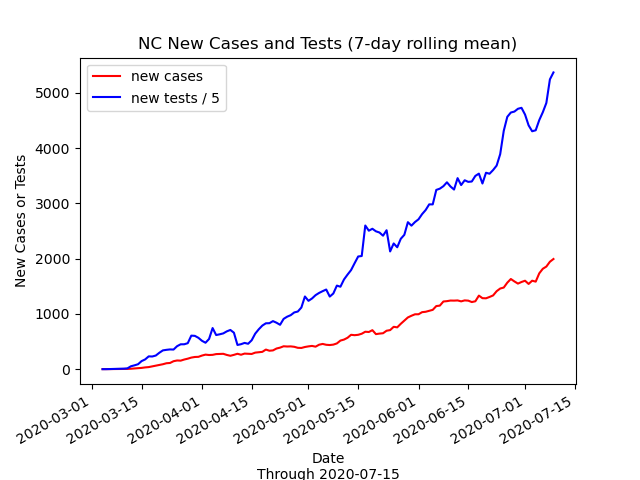 NC New Cases and Tests (7-day rolling mean)
new cases
new tests / 5
New Cases or Tests
5000
4000
3000
2000
1000
0
2020-03-01
2020-03-15
2020-04-01
2020-04-15
2020-05-01
2020-05-15
2020-06-01
2020-06-15
2020-07-01
2020-07-15
Date
Through 2020-07-15